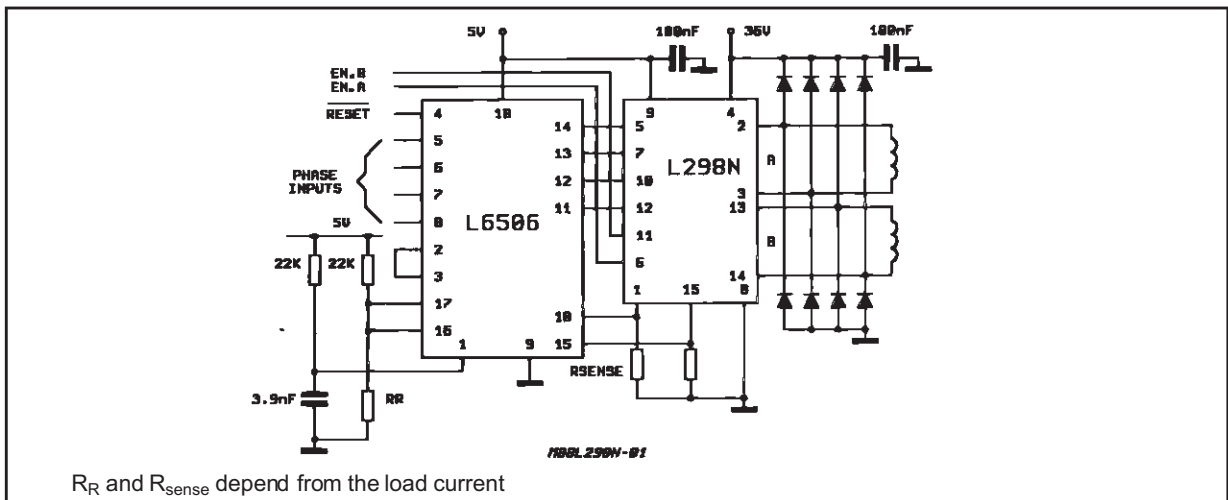 5V
100nF
36V
100nF
EN.B
EN.A
RESET
4
18
9
4
5
14
5
2
6
13
7
L298N
A
PHASE
INPUTS
7
12
10
3
8
L6506
11
12
13
5V
11
B
2
6
14
22K
22K
3
1
15
8
17
10
16
15
1
9
RSENSE
3.9nF
RR
M88L298N-01
RR and Rsense depend from the load current